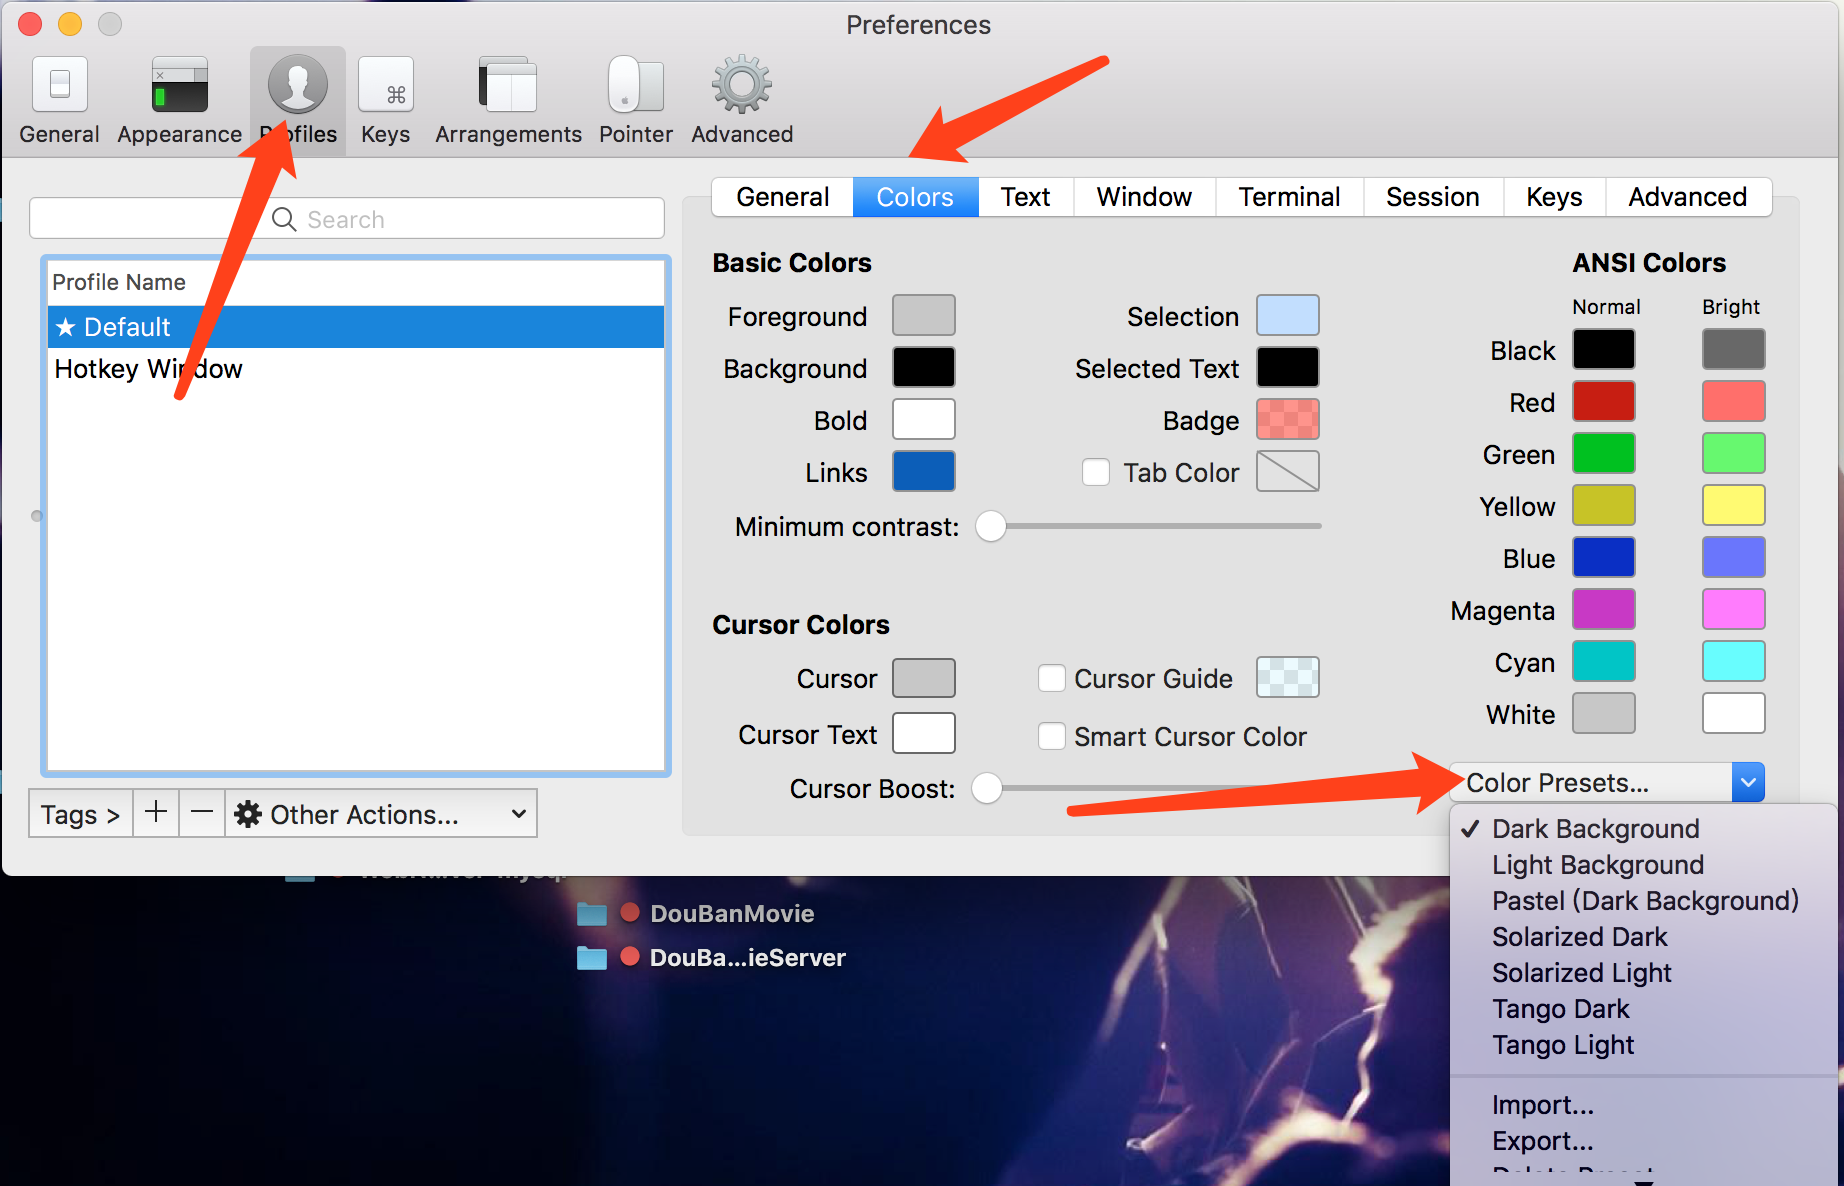 Preferences
General
Appearance
Profiles
Keys
Arrangements
Pointer
Advanced
Search
General
Colors
Text
Window
Terminal
Session
Keys
Advanced
Profile Name
★ Default
Hotkey Window
Tags >
Other Actions...
Basic Colors
Foreground
Background
Bold
Links
Selection
Selected Text
Badge
Tab Color
Minimum contrast:
Cursor Colors
Cursor
Cursor Text
Cursor Guide
Smart Cursor Color
Cursor Boost:
ANSI Colors
Normal Bright
Black
Red
Green
Yellow
Blue
Magenta
Cyan
White
Color Presets...
✓ Dark Background
Light Background
Pastel (Dark Background)
Solarized Dark
Solarized Light
Tango Dark
Tango Light
Import...
Export...
DouBanMovie
DouBa...ieServer